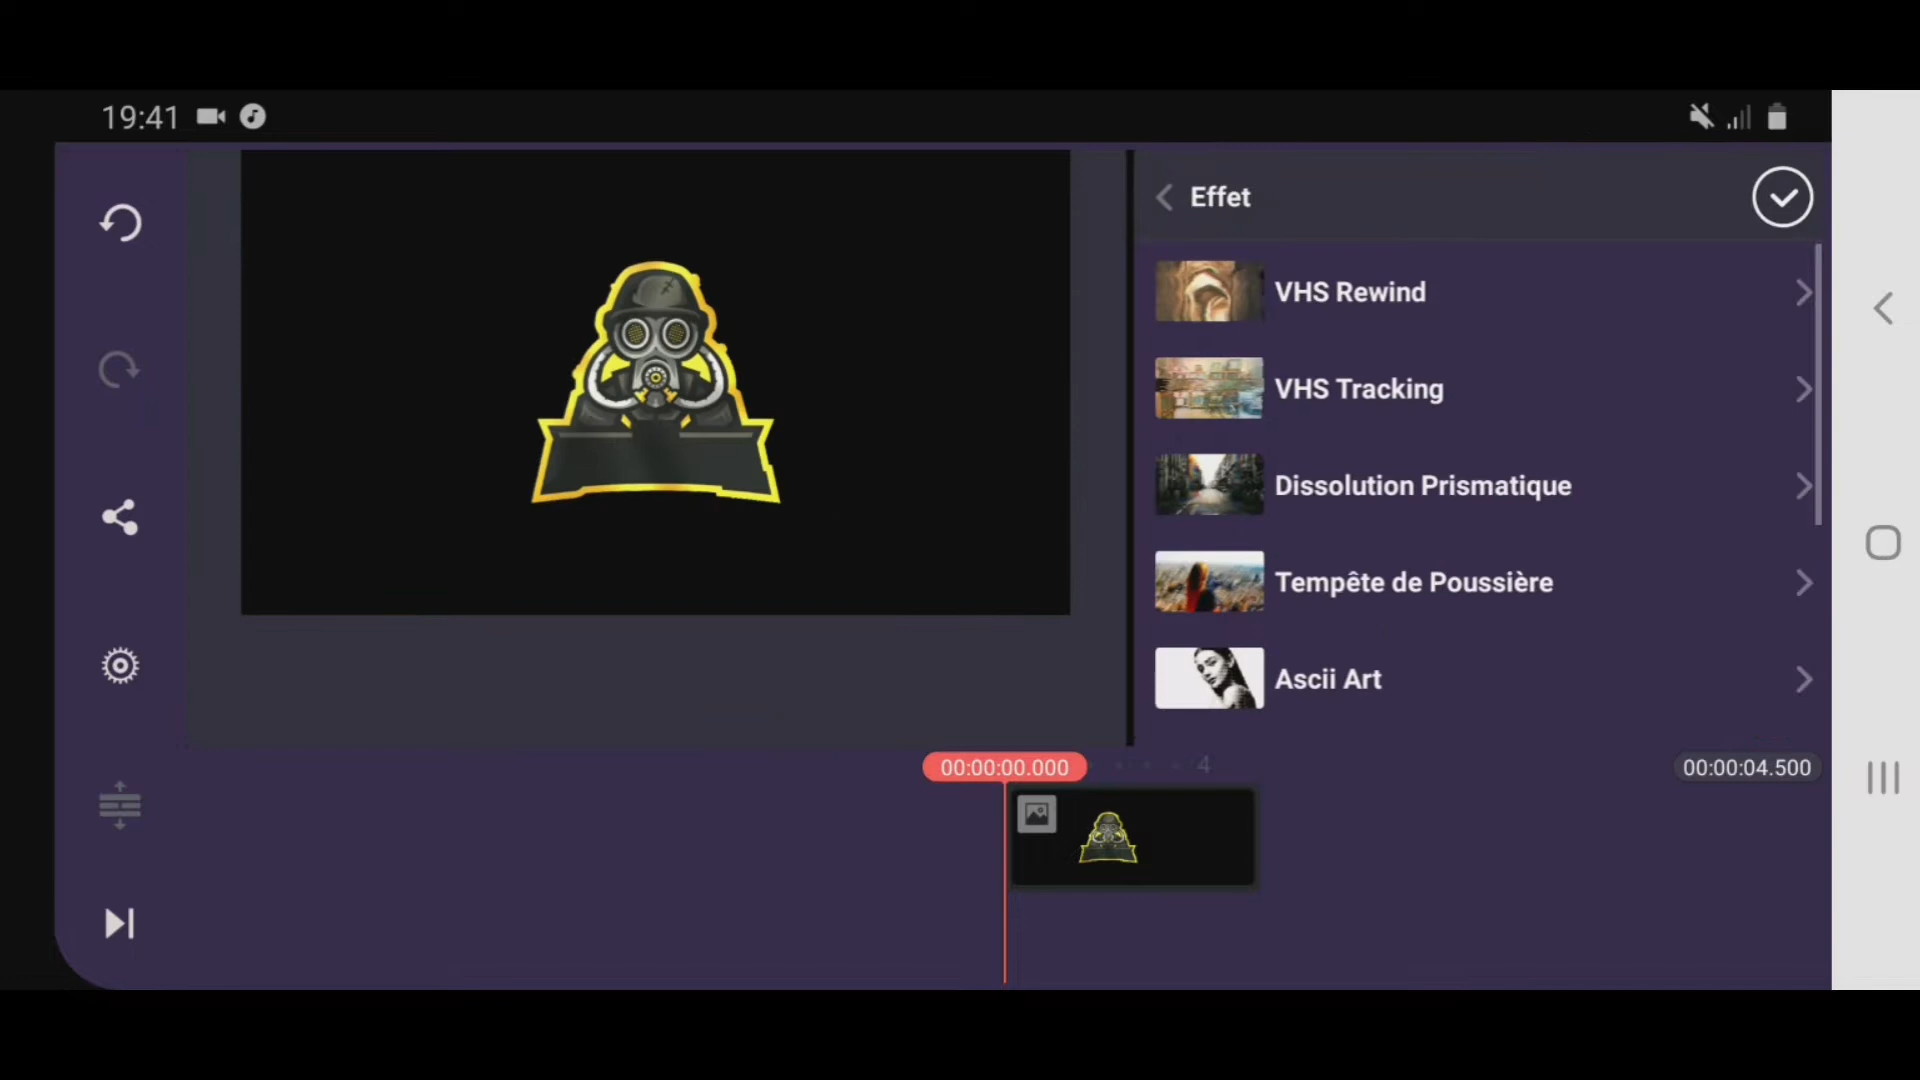 19:41
Effet
VHS Rewind
VHS Tracking
Dissolution Prismatique
Tempête de Poussière
Ascii Art
00:00:00.000
4
00:00:04.500